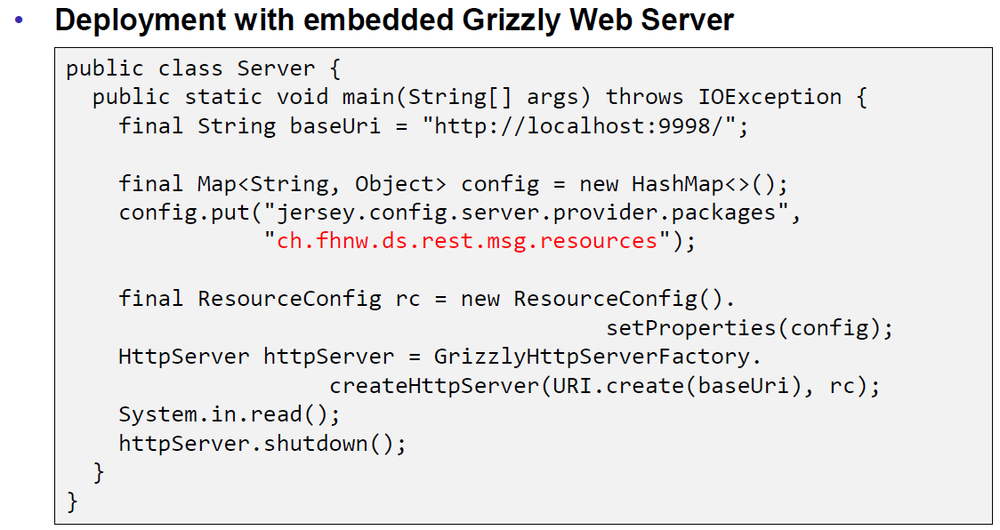 • Deployment with embedded Grizzly Web Server
public class Server {
  public static void main(String[] args) throws IOException {
    final String baseUri = "http://localhost:9998/";

    final Map<String, Object> config = new HashMap<>();
    config.put("jersey.config.server.provider.packages",
               "ch.fhnw.ds.rest.msg.resources");

    final ResourceConfig rc = new ResourceConfig().
                                         setProperties(config);
    HttpServer httpServer = GrizzlyHttpServerFactory.
                    createHttpServer(URI.create(baseUri), rc);
    System.in.read();
    httpServer.shutdown();
  }
}